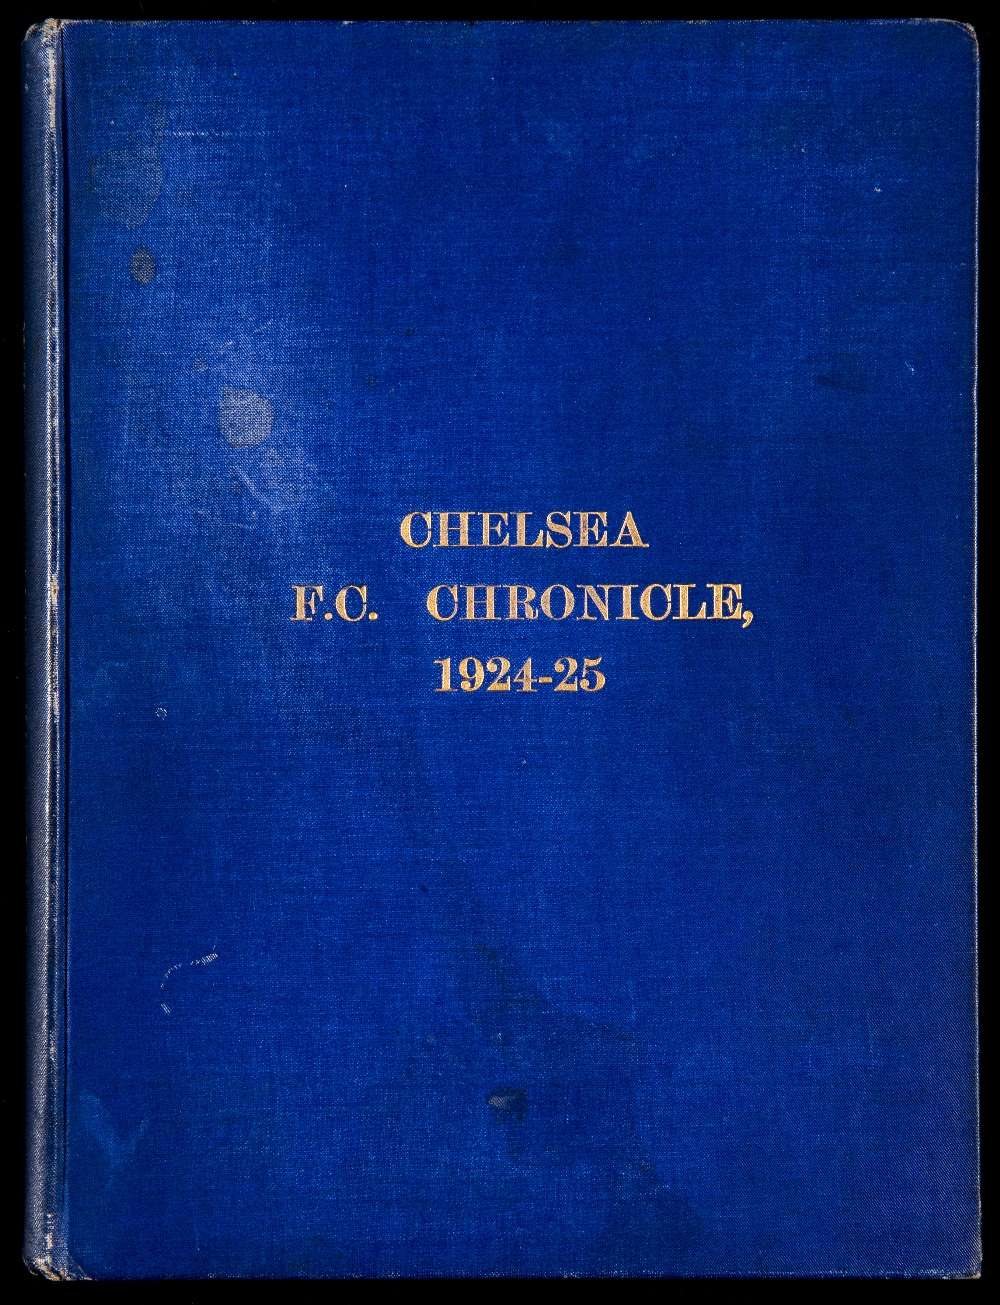 CHELSEA
F.C. CHRONICLE,
1924-25